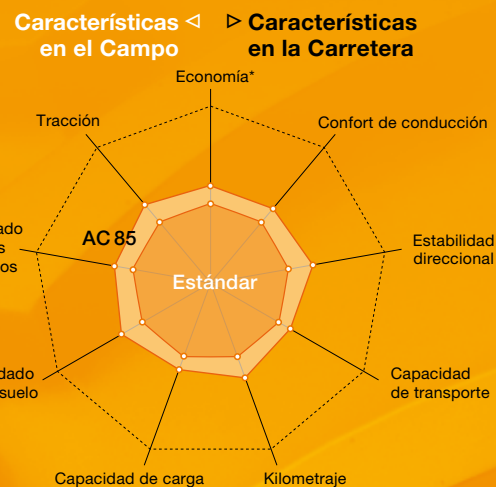 Características ◁ ▷ Características
en el Campo en la Carretera
Economía*
Tracción
Confort de conducción
AC 85
Estabilidad
direccional
Estándar
suelo
Capacidad
de transporte
Capacidad de carga
Kilometraje